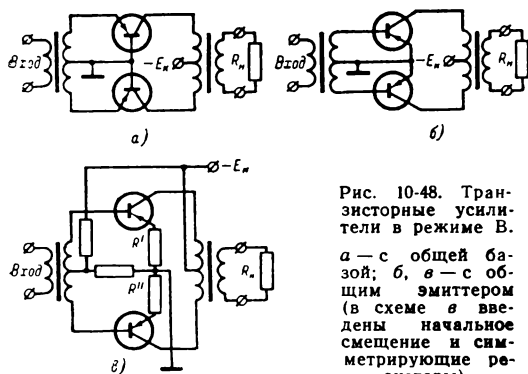 Вход
–Eк
Rн
а)
Вход
–Eк
Rн
б)
–Eк
Вход
R'
R"
Rн
в)
Рис. 10-48. Тран-
зисторные усили-
тели в режиме В.
а — с общей ба-
зой; б, в — с об-
щим эмиттером
(в схеме в вве-
дены начальное
смещение и сим-
метрирующие ре-